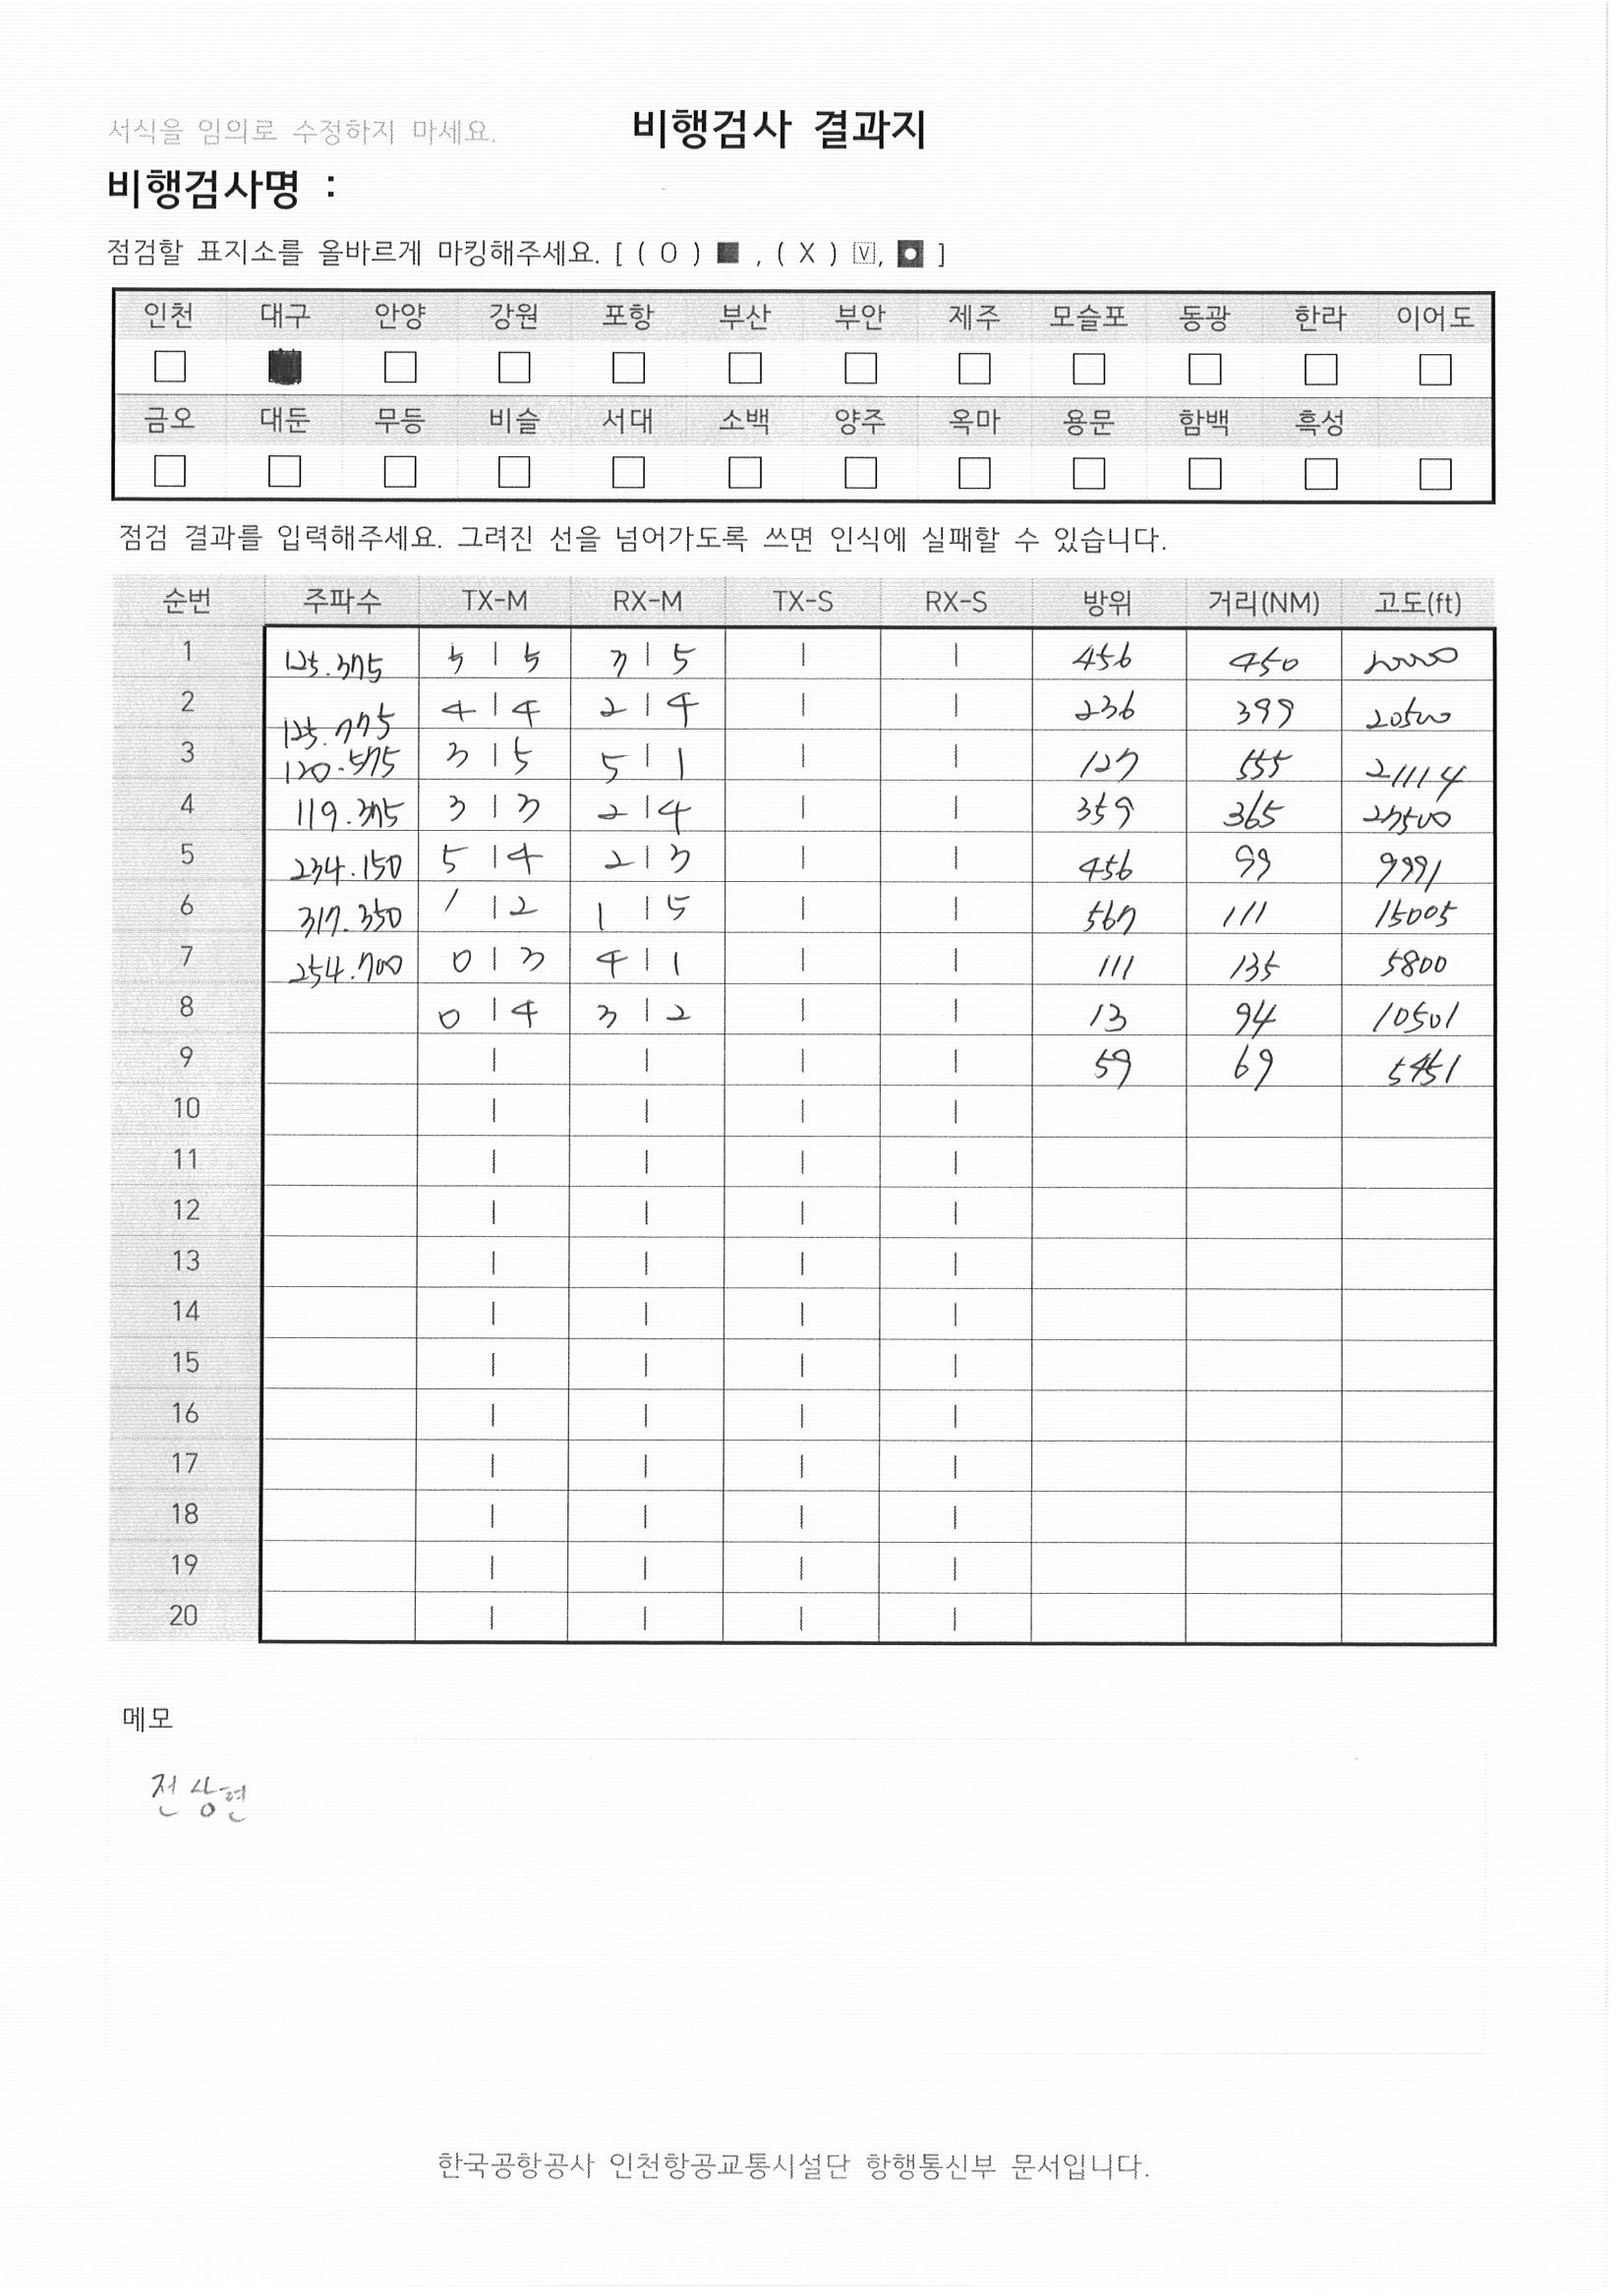 서식을 임의로 수정하지 마세요. 비행검사 결과지
비행검사명 :
점검할 표지소를 올바르게 마킹해주세요. [ ( O ) ■ , ( X ) ☑, ◘ ]
인천 대구 안양 강원 포항 부산 부안 제주 모슬포 동광 한라 이어도
□ ■ □ □ □ □ □ □ □ □ □ □
금오 대둔 무등 비슬 서대 소백 양주 옥마 용문 함백 흑성
□ □ □ □ □ □ □ □ □ □ □ □
점검 결과를 입력해주세요. 그려진 선을 넘어가도록 쓰면 인식에 실패할 수 있습니다.
순번 주파수 TX-M RX-M TX-S RX-S 방위 거리(NM) 고도(ft)
1 125.375 5 | 5 3 | 5 | | 456 450 20000
2 125.775 4 | 4 2 | 4 | | 236 399 20500
3 120.575 3 | 5 5 | 1 | | 127 555 21114
4 119.375 3 | 3 2 | 4 | | 359 365 27500
5 234.150 5 | 4 2 | 3 | | 456 99 9991
6 317.350 1 | 2 1 | 5 | | 567 111 15005
7 254.700 0 | 3 4 | 1 | | 111 135 5800
8 0 | 4 3 | 2 | | 13 94 10501
9 | | | | 59 69 5451
10 | | | |
11 | | | |
12 | | | |
13 | | | |
14 | | | |
15 | | | |
16 | | | |
17 | | | |
18 | | | |
19 | | | |
20 | | | |
메모
전상현
한국공항공사 인천항공교통시설단 항행통신부 문서입니다.